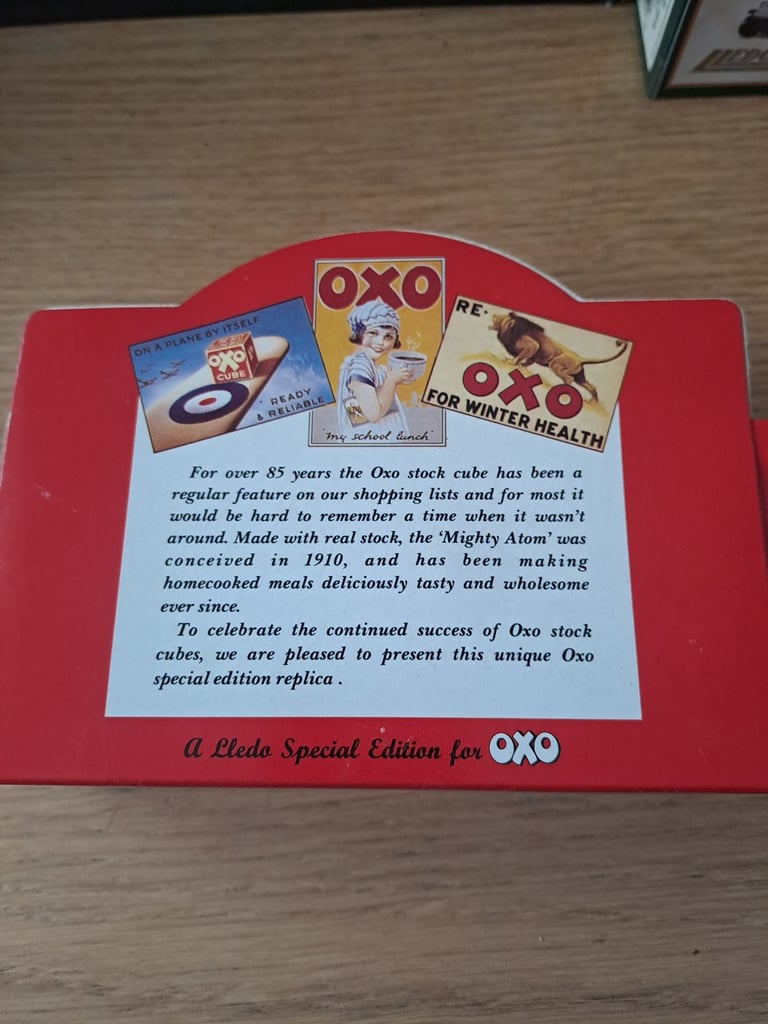 ON A PLANE BY ITSELF
OXO
CUBE
READY
& RELIABLE
OXO
'my school lunch'
RE-
OXO
FOR WINTER HEALTH
For over 85 years the Oxo stock cube has been a
regular feature on our shopping lists and for most it
would be hard to remember a time when it wasn't
around. Made with real stock, the 'Mighty Atom' was
conceived in 1910, and has been making
homecooked meals deliciously tasty and wholesome
ever since.
To celebrate the continued success of Oxo stock
cubes, we are pleased to present this unique Oxo
special edition replica .
A Lledo Special Edition for OXO